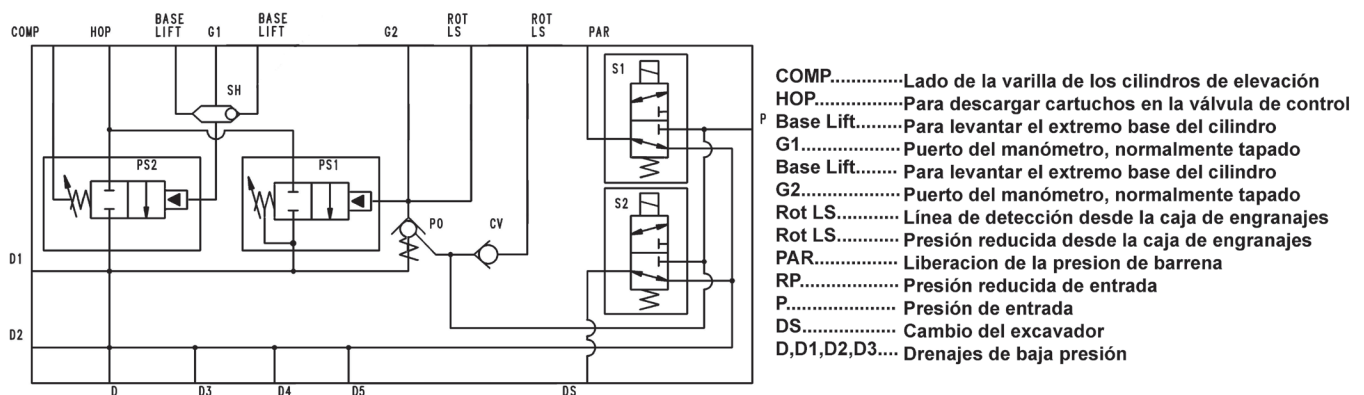 COMP HOP BASE LIFT G1 BASE LIFT G2 ROT LS ROT LS PAR
SH
S1
P
PS2
PS1
S2
PO
CV
D1
D2
D D3 D4 D5 DS
COMP..............Lado de la varilla de los cilindros de elevación
HOP................Para descargar cartuchos en la válvula de control
Base Lift.........Para levantar el extremo base del cilindro
G1...................Puerto del manómetro, normalmente tapado
Base Lift.........Para levantar el extremo base del cilindro
G2...................Puerto del manómetro, normalmente tapado
Rot LS............ Línea de detección desde la caja de engranajes
Rot LS............ Presión reducida desde la caja de engranajes
PAR................ Liberacion de la presion de barrena
RP................... Presión reducida de entrada
P..................... Presión de entrada
DS................... Cambio del excavador
D,D1,D2,D3.... Drenajes de baja presión